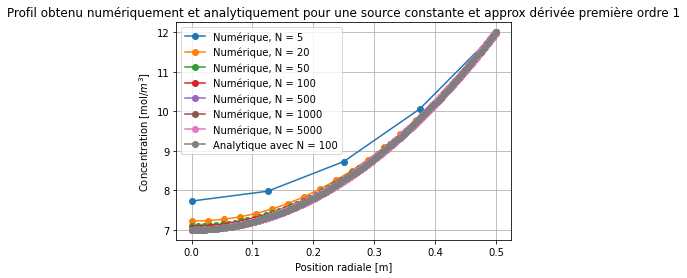 Profil obtenu numériquement et analytiquement pour une source constante et approx dérivée première ordre 1
12
11
10
9
8
7
Concentration [mol/m³]
Numérique, N = 5
Numérique, N = 20
Numérique, N = 50
Numérique, N = 100
Numérique, N = 500
Numérique, N = 1000
Numérique, N = 5000
Analytique avec N = 100
0.0 0.1 0.2 0.3 0.4 0.5
Position radiale [m]